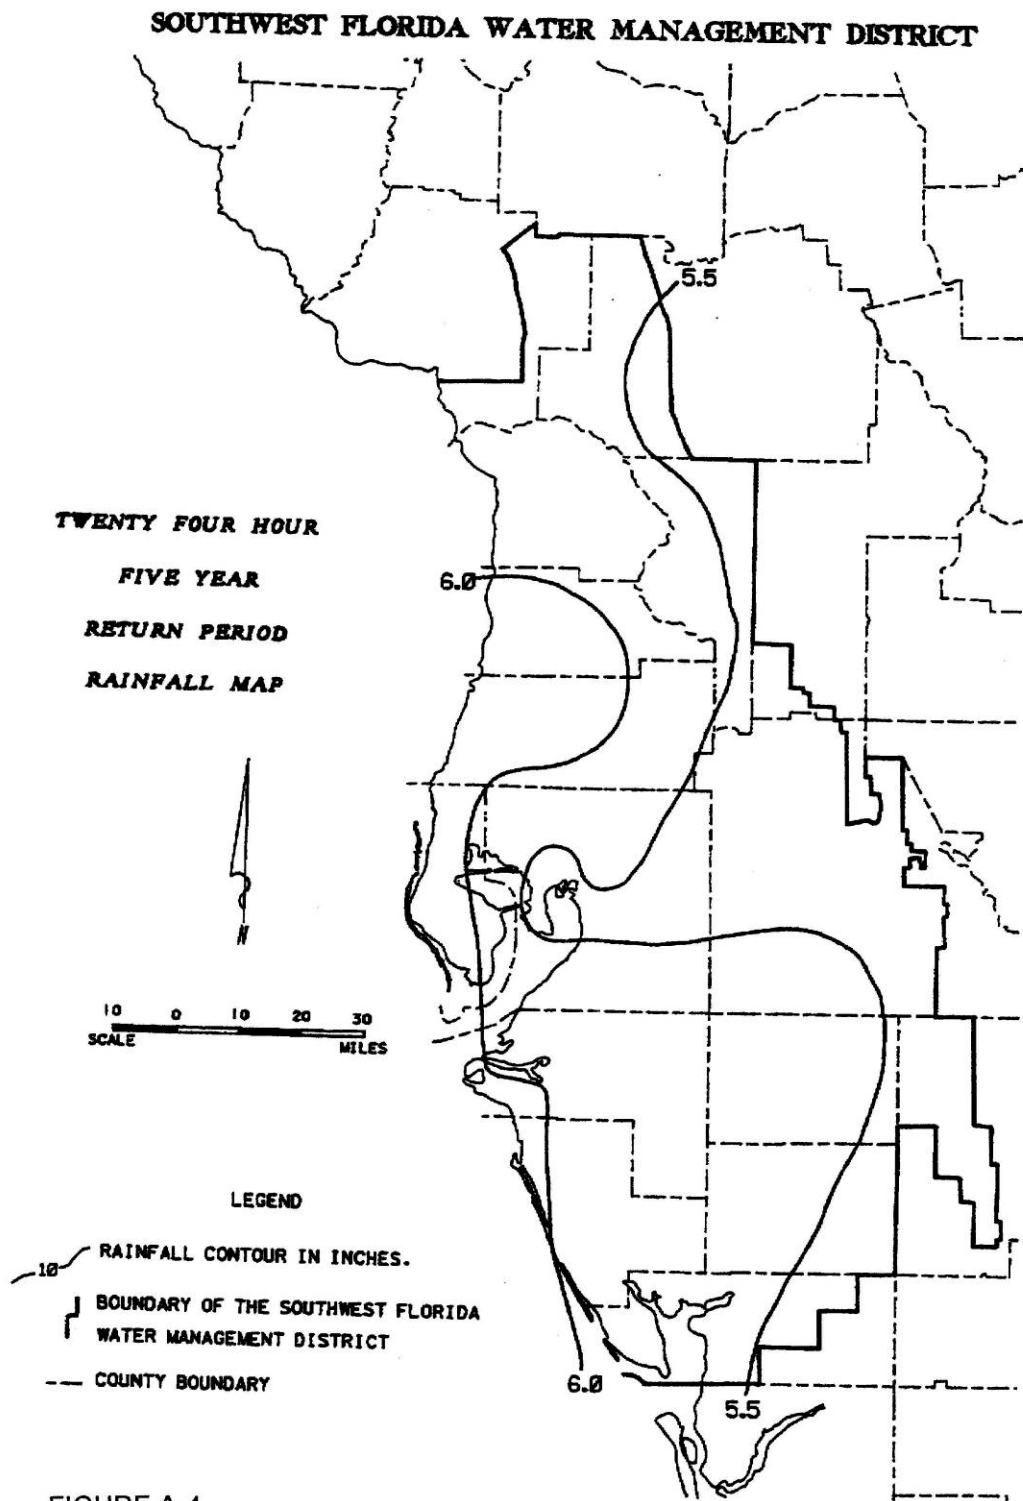 SOUTHWEST FLORIDA WATER MANAGEMENT DISTRICT
5.5
TWENTY FOUR HOUR
FIVE YEAR
RETURN PERIOD
RAINFALL MAP
6.0
N
10 0 10 20 30
SCALE MILES
LEGEND
10 RAINFALL CONTOUR IN INCHES.
BOUNDARY OF THE SOUTHWEST FLORIDA
WATER MANAGEMENT DISTRICT
COUNTY BOUNDARY
6.0
5.5